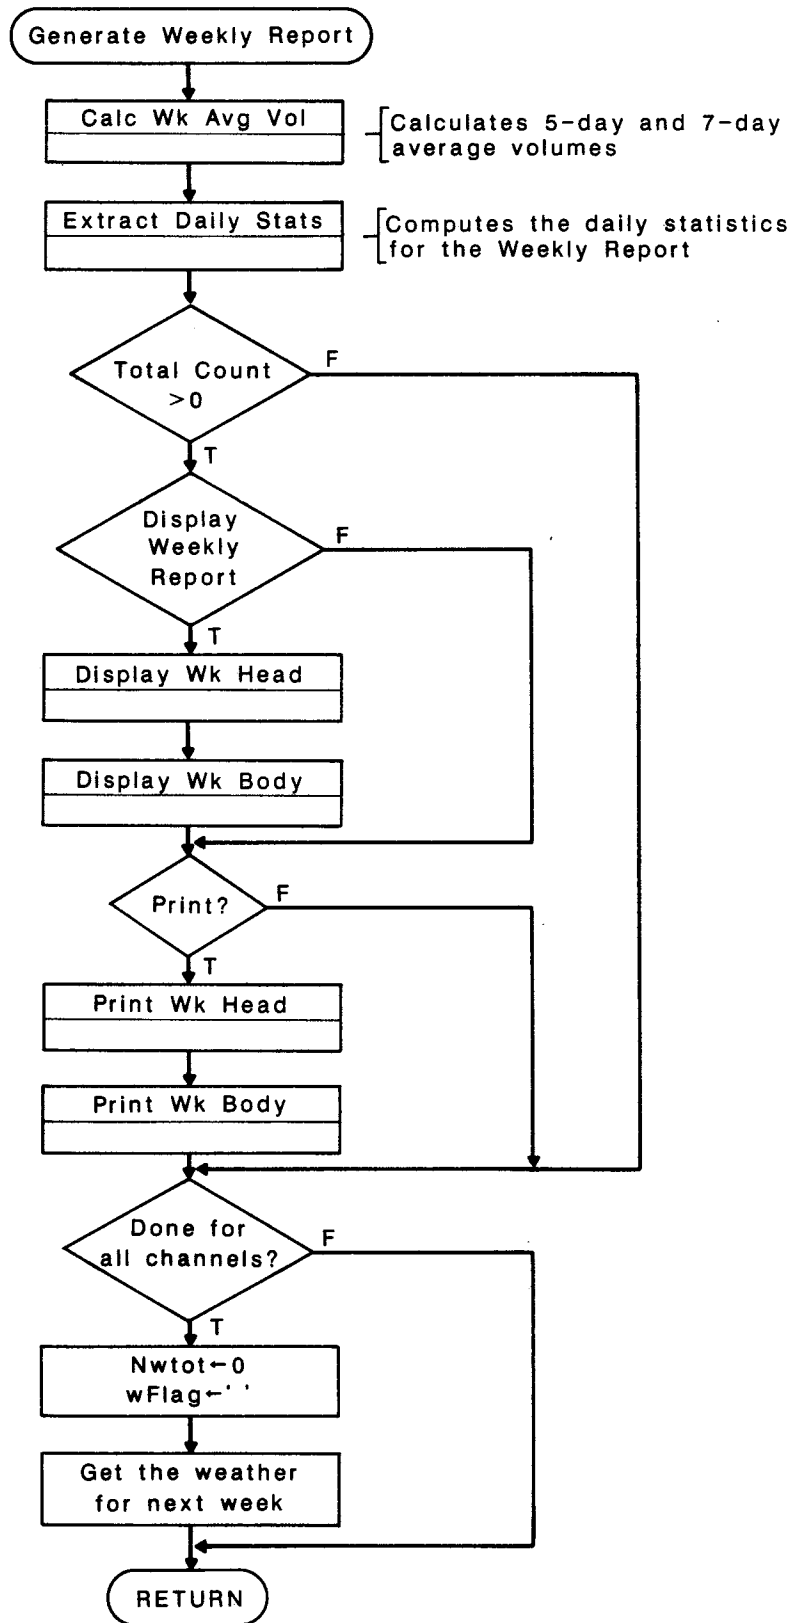 Generate Weekly Report
Calc Wk Avg Vol
Calculates 5-day and 7-day
average volumes
Extract Daily Stats
Computes the daily statistics
for the Weekly Report
Total Count
>0
F
T
Display
Weekly
Report
F
T
Display Wk Head
Display Wk Body
Print?
F
T
Print Wk Head
Print Wk Body
Done for
all channels?
F
T
Nwtot←0
wFlag←' '
Get the weather
for next week
RETURN